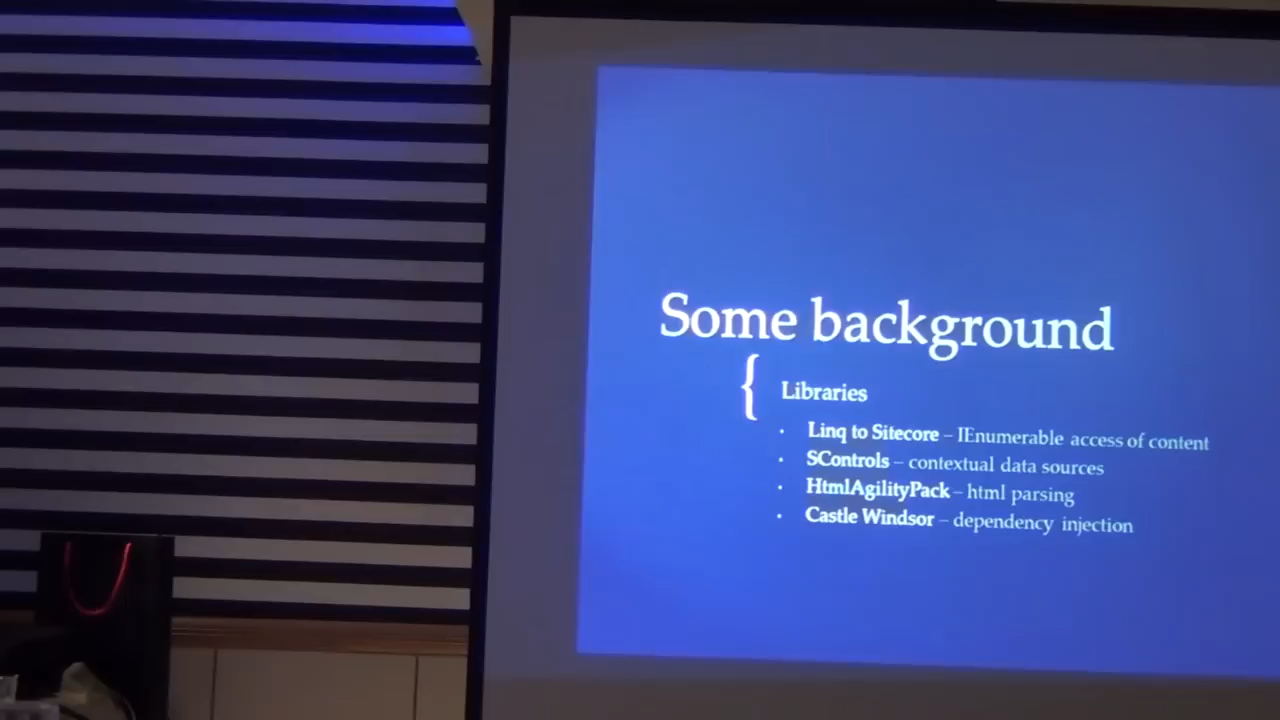 Some background
{ Libraries
• Linq to Sitecore – IEnumerable access of content
• SControls – contextual data sources
• HtmlAgilityPack – html parsing
• Castle Windsor – dependency injection